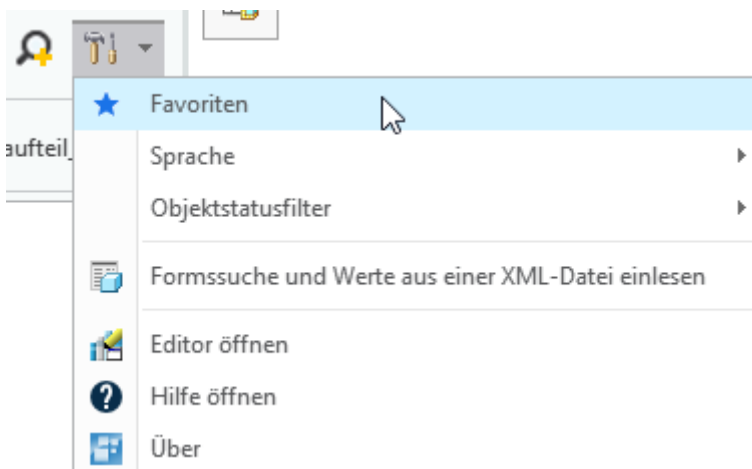 Favoriten
aufteil_
Sprache
Objektstatusfilter
Formssuche und Werte aus einer XML-Datei einlesen
Editor öffnen
Hilfe öffnen
Über